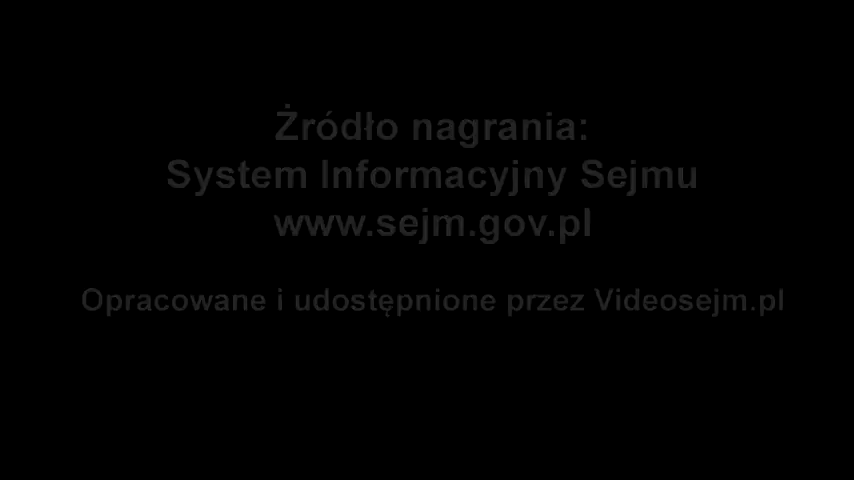 Żródło nagrania:
System Informacyjny Sejmu
www.sejm.gov.pl
Opracowane i udostępnione przez Videosejm.pl